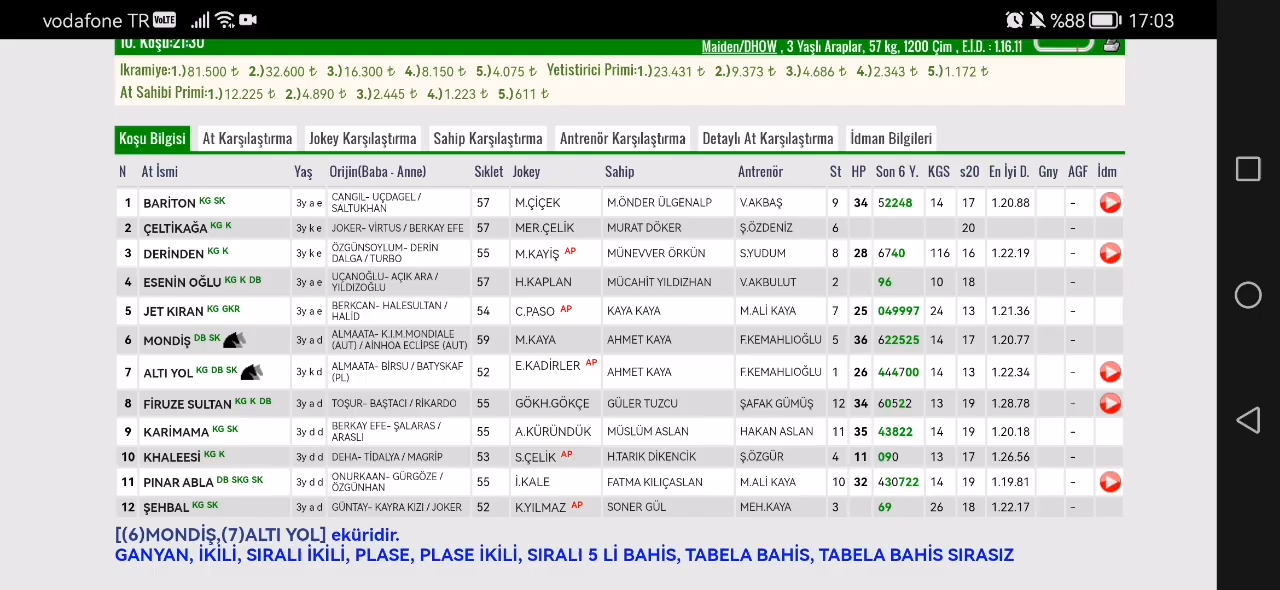 vodafone TR VoLTE %88 17:03
10. Koşu:21:30
Maiden/DHOW , 3 Yaşlı Araplar, 57 kg, 1200 Çim , E.İ.D. : 1.16.11
İkramiye:1.)81.500 ₺ 2.)32.600 ₺ 3.)16.300 ₺ 4.)8.150 ₺ 5.)4.075 ₺ Yetistirici Primi:1.)23.431 ₺ 2.)9.373 ₺ 3.)4.686 ₺ 4.)2.343 ₺ 5.)1.172 ₺
At Sahibi Primi:1.)12.225 ₺ 2.)4.890 ₺ 3.)2.445 ₺ 4.)1.223 ₺ 5.)611 ₺
Koşu Bilgisi At Karşılaştırma Jokey Karşılaştırma Sahip Karşılaştırma Antrenör Karşılaştırma Detaylı At Karşılaştırma İdman Bilgileri
N At İsmi Yaş Orijin(Baba - Anne) Sıklet Jokey Sahip Antrenör St HP Son 6 Y. KGS s20 En İyi D. Gny AGF İdm
1 BARİTON KG SK 3y a e CANGIL- UÇDAGEL / SALTUKHAN 57 M.ÇİÇEK M.ÖNDER ÜLGENALP V.AKBAŞ 9 34 52248 14 17 1.20.88 -
2 ÇELTİKAĞA KG K 3y k e JOKER- VİRTUS / BERKAY EFE 57 MER.ÇELİK MURAT DÖKER Ş.ÖZDENİZ 6 20 -
3 DERİNDEN KG K 3y k e ÖZGÜNSOYLUM- DERİN DALGA / TURBO 55 M.KAYİŞ AP MÜNEVVER ÖRKÜN S.YUDUM 8 28 6740 116 16 1.22.19 -
4 ESENİN OĞLU KG K DB 3y a e UÇANOĞLU- AÇIK ARA / YILDIZOĞLU 57 H.KAPLAN MÜCAHİT YILDIZHAN V.AKBULUT 2 96 10 18 -
5 JET KIRAN KG GKR 3y a e BERKCAN- HALESULTAN / HALİD 54 C.PASO AP KAYA KAYA M.ALİ KAYA 7 25 049997 24 13 1.21.36 -
6 MONDİŞ DB SK 3y a d ALMAATA- K.I.M.MONDIALE (AUT) / AİNHOA ECLİPSE (AUT) 59 M.KAYA AHMET KAYA F.KEMAHLIOĞLU 5 36 622525 14 17 1.20.77 -
7 ALTI YOL KG DB SK 3y k d ALMAATA- BİRSU / BATYSKAF (PL) 52 E.KADİRLER AP AHMET KAYA F.KEMAHLIOĞLU 1 26 444700 14 13 1.22.34 -
8 FİRUZE SULTAN KG K DB 3y a d TOŞUR- BAŞTACI / RİKARDO 55 GÖKH.GÖKÇE GÜLER TUZCU ŞAFAK GÜMÜŞ 12 34 60522 13 19 1.28.78 -
9 KARİMAMA KG SK 3y d d BERKAY EFE- ŞALARAS / ARASLI 55 A.KÜRÜNDÜK MÜSLÜM ASLAN HAKAN ASLAN 11 35 43822 14 19 1.20.18 -
10 KHALEESİ KG K 3y d d DEHA- TİDALYA / MAGRİP 53 S.ÇELİK AP H.TARIK DİKENCİK Ş.ÖZGÜR 4 11 090 13 17 1.26.56 -
11 PINAR ABLA DB SKG SK 3y d d ONURKAAN- GÜRGÖZE / ÖZGÜNHAN 55 İ.KALE FATMA KILIÇASLAN M.ALİ KAYA 10 32 430722 14 19 1.19.81 -
12 ŞEHBAL KG SK 3y a d GÜNTAY- KAYRA KIZI / JOKER 52 K.YILMAZ AP SONER GÜL MEH.KAYA 3 69 26 18 1.22.17 -
[(6)MONDİŞ,(7)ALTI YOL] eküridir.
GANYAN, İKİLİ, SIRALI İKİLİ, PLASE, PLASE İKİLİ, SIRALI 5 Lİ BAHİS, TABELA BAHİS, TABELA BAHİS SIRASIZ